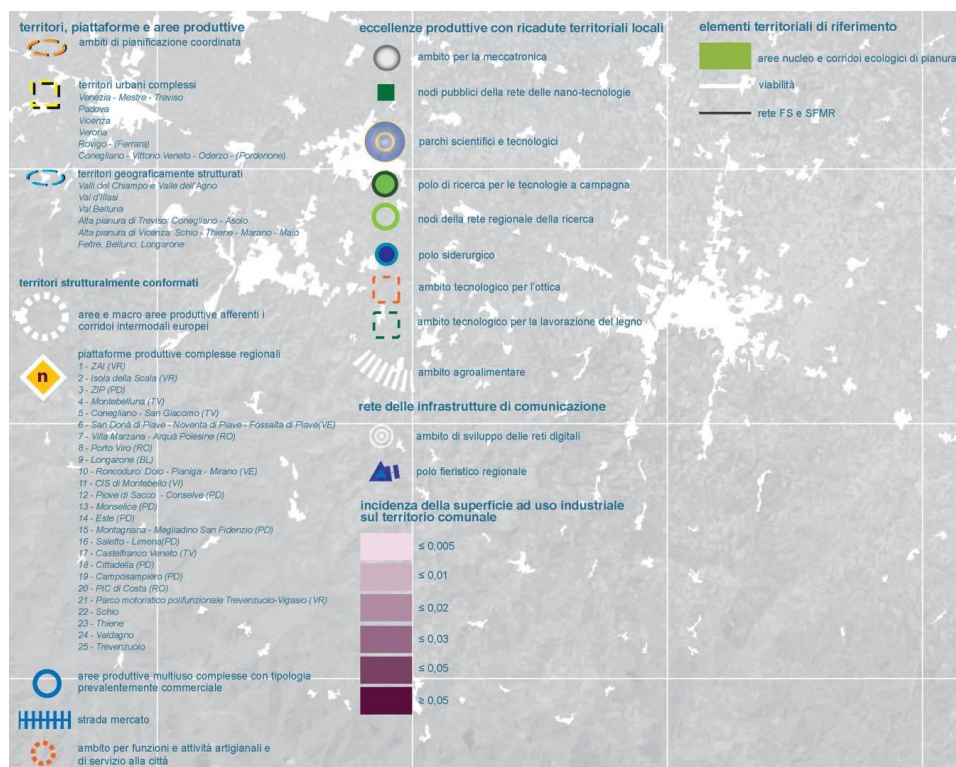 territori, piattaforme e aree produttive
ambiti di pianificazione coordinata
territori urbani complessi
Venezia - Mestre - Treviso
Padova
Vicenza
Verona
Rovigo - (Ferrara)
Conegliano - Vittorio Veneto - Oderzo - (Pordenone)
territori geograficamente strutturati
Valli del Chiampo e Valle dell'Agno
Val d'Illasi
Val Belluna
Alta pianura di Treviso: Conegliano - Asolo
Alta pianura di Vicenza: Schio - Thiene - Marano - Malo
Feltre, Belluno, Longarone
territori strutturalmente conformati
aree e macro aree produttive afferenti i
corridoi intermodali europei
piattaforme produttive complesse regionali
n
1 - ZAI (VR)
2 - Isola della Scala (VR)
3 - ZIP (PD)
4 - Montebelluna (TV)
5 - Conegliano - San Giacomo (TV)
6 - San Donà di Piave - Noventa di Piave - Fossalta di Piave(VE)
7 - Villa Marzana - Arquà Polesine (RO)
8 - Porto Viro (RO)
9 - Longarone (BL)
10 - Roncoduro: Dolo - Pianiga - Mirano (VE)
11 - CIS di Montebello (VI)
12 - Piove di Sacco - Conselve (PD)
13 - Monselice (PD)
14 - Este (PD)
15 - Montagnana - Megliadino San Fidenzio (PD)
16 - Saletto - Limena(PD)
17 - Castelfranco Veneto (TV)
18 - Cittadella (PD)
19 - Camposampiero (PD)
20 - PIC di Costa (RO)
21 - Parco motoristico polifunzionale Trevenzuolo-Vigasio (VR)
22 - Schio
23 - Thiene
24 - Valdagno
25 - Trevenzuolo
aree produttive multiuso complesse con tipologia
prevalentemente commerciale
strada mercato
ambito per funzioni e attività artigianali e
di servizio alla città
eccellenze produttive con ricadute territoriali locali
ambito per la meccatronica
nodi pubblici della rete delle nano-tecnologie
parchi scientifici e tecnologici
polo di ricerca per le tecnologie a campagna
nodi della rete regionale della ricerca
polo siderurgico
ambito tecnologico per l'ottica
ambito tecnologico per la lavorazione del legno
ambito agroalimentare
rete delle infrastrutture di comunicazione
ambito di sviluppo delle reti digitali
polo fieristico regionale
incidenza della superficie ad uso industriale
sul territorio comunale
≤ 0,005
≤ 0,01
≤ 0,02
≤ 0,03
≤ 0,05
≥ 0,05
elementi territoriali di riferimento
aree nucleo e corridoi ecologici di pianura
viabilità
rete FS e SFMR